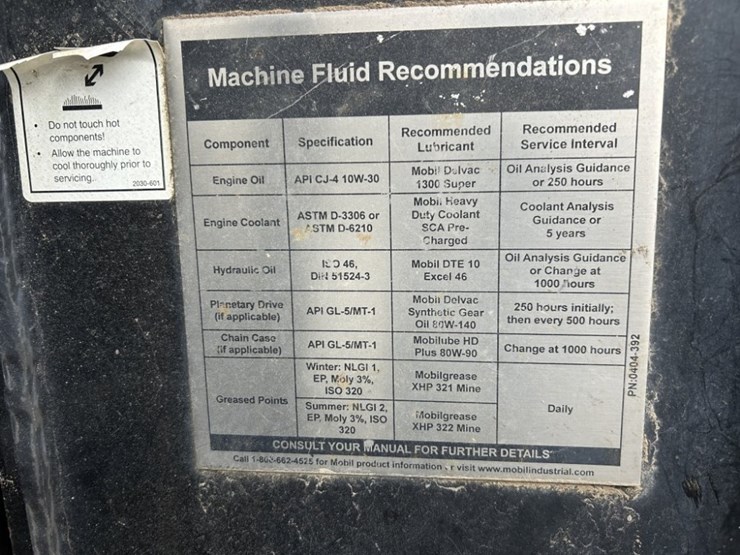 Do not touch hot
components!
Allow the machine to
cool thoroughly prior to
servicing.
2030-601
Machine Fluid Recommendations
Component
Specification
Recommended
Lubricant
Recommended
Service Interval
Engine Oil
API CJ-4 10W-30
Mobil Delvac
1300 Super
Oil Analysis Guidance
or 250 hours
Engine Coolant
ASTM D-3306 or
ASTM D-6210
Mobil Heavy
Duty Coolant
SCA Pre-
Charged
Coolant Analysis
Guidance or
5 years
Hydraulic Oil
ISO 46,
DIN 51524-3
Mobil DTE 10
Excel 46
Oil Analysis Guidance
or Change at
1000 hours
Planetary Drive
(if applicable)
API GL-5/MT-1
Mobil Delvac
Synthetic Gear
Oil 80W-140
250 hours initially;
then every 500 hours
Chain Case
(if applicable)
API GL-5/MT-1
Mobilube HD
Plus 80W-90
Change at 1000 hours
Greased Points
Winter: NLGI 1,
EP, Moly 3%,
ISO 320
Mobilgrease
XHP 321 Mine
Summer: NLGI 2,
EP, Moly 3%, ISO
320
Mobilgrease
XHP 322 Mine
Daily
CONSULT YOUR MANUAL FOR FURTHER DETAILS
Call 1-800-662-4525 for Mobil product information or visit www.mobilindustrial.com
PN:0404-392